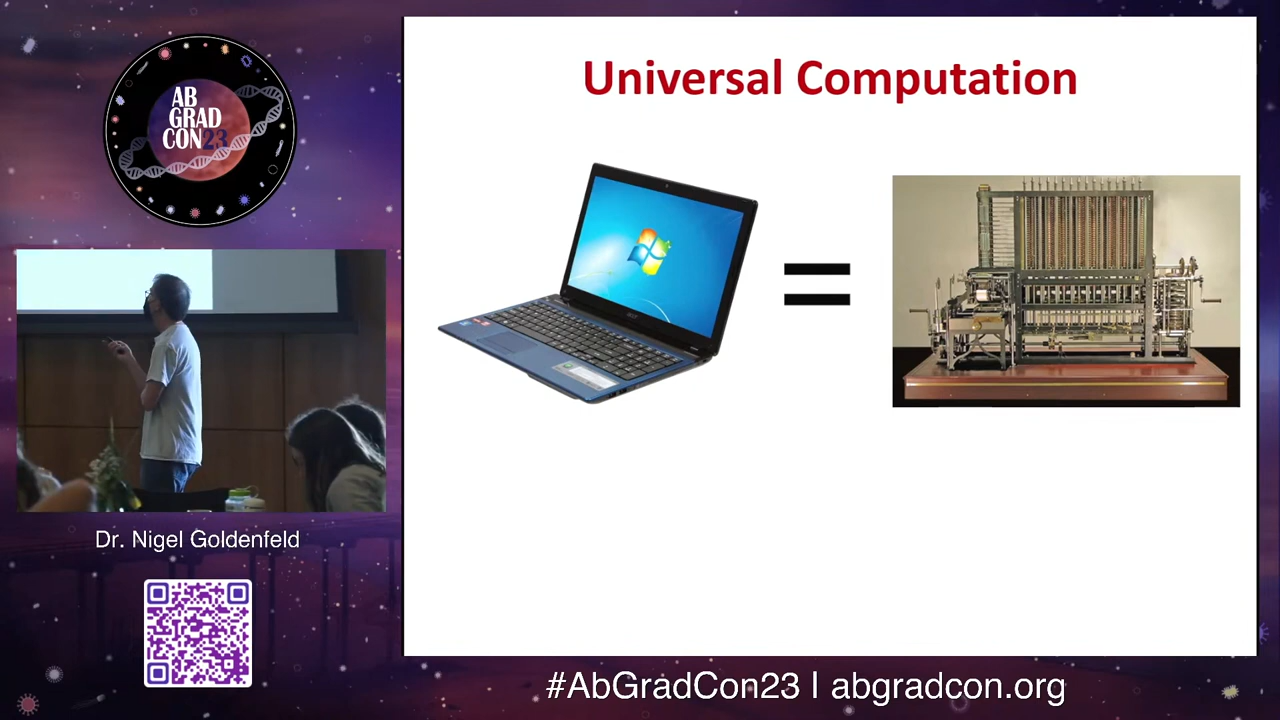 AB
GRAD
CON23
Universal Computation
Dr. Nigel Goldenfeld
#AbGradCon23 | abgradcon.org